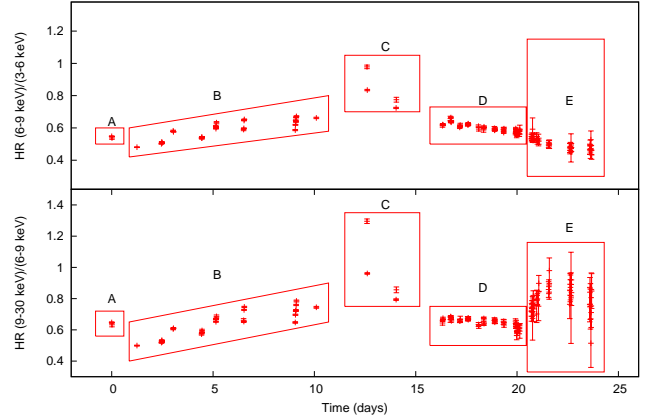 HR (6-9 keV)/(3-6 keV)
1.2
1
0.8
0.6
0.4
A
B
C
D
E
HR (9-30 keV)/(6-9 keV)
1.4
1.2
1
0.8
0.6
0.4
A
B
C
D
E
0
5
10
15
20
25
Time (days)